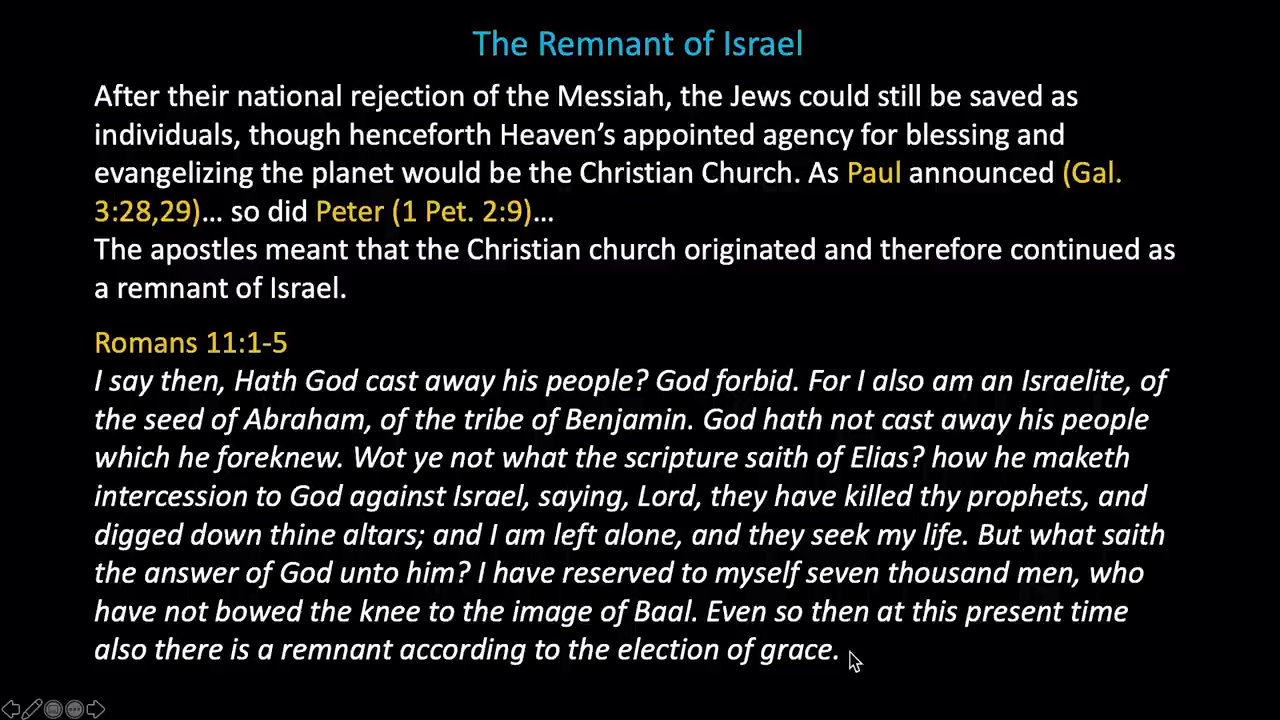 The Remnant of Israel
After their national rejection of the Messiah, the Jews could still be saved as
individuals, though henceforth Heaven’s appointed agency for blessing and
evangelizing the planet would be the Christian Church. As Paul announced (Gal.
3:28,29)… so did Peter (1 Pet. 2:9)…
The apostles meant that the Christian church originated and therefore continued as
a remnant of Israel.
Romans 11:1-5
I say then, Hath God cast away his people? God forbid. For I also am an Israelite, of
the seed of Abraham, of the tribe of Benjamin. God hath not cast away his people
which he foreknew. Wot ye not what the scripture saith of Elias? how he maketh
intercession to God against Israel, saying, Lord, they have killed thy prophets, and
digged down thine altars; and I am left alone, and they seek my life. But what saith
the answer of God unto him? I have reserved to myself seven thousand men, who
have not bowed the knee to the image of Baal. Even so then at this present time
also there is a remnant according to the election of grace.